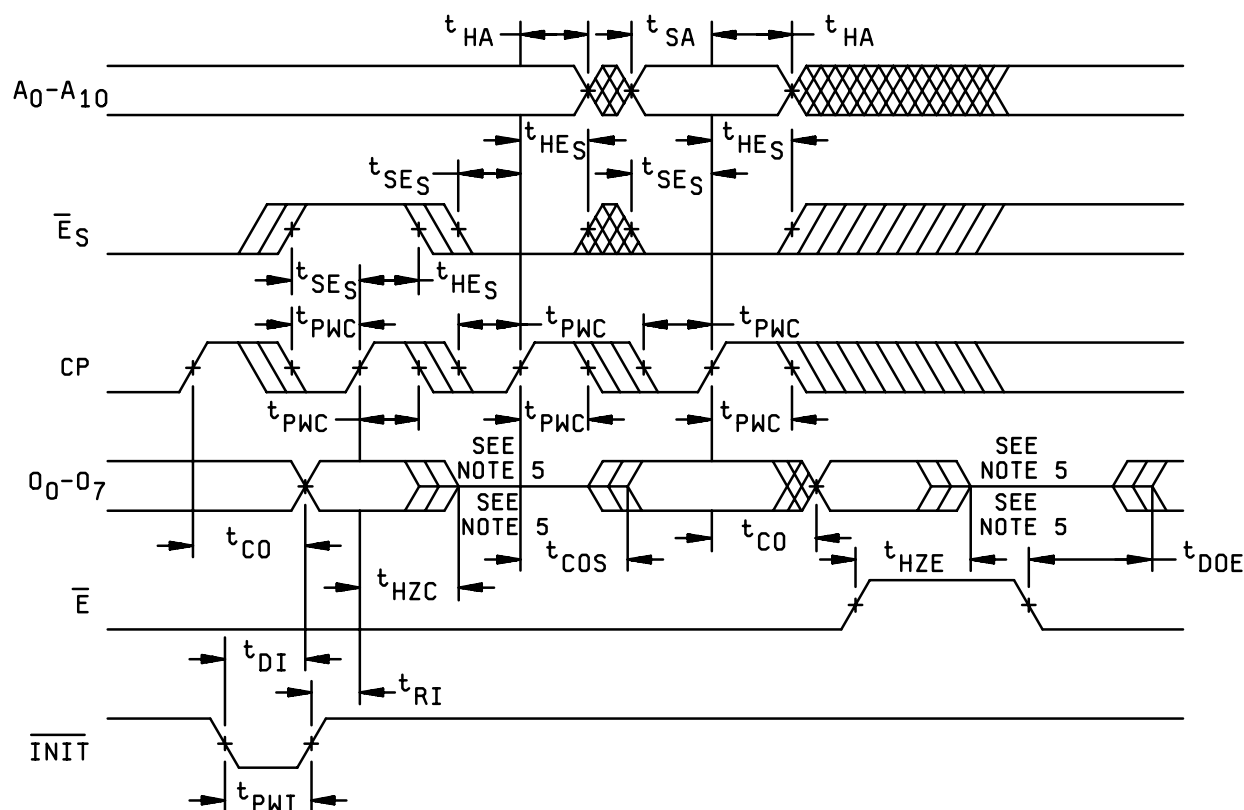 tHA tSA tHA
A0-A10
tHES tHES
tSES tSES
ĒS
tSES tHES
tPWC tPWC tPWC
CP
tPWC tPWC tPWC
SEE NOTE 5 SEE NOTE 5
O0-O7
SEE NOTE 5 SEE NOTE 5
tCO tCOS tCO tHZE tDOE
tHZC
Ē
tDI
tRI
I̅N̅I̅T̅
tPWI